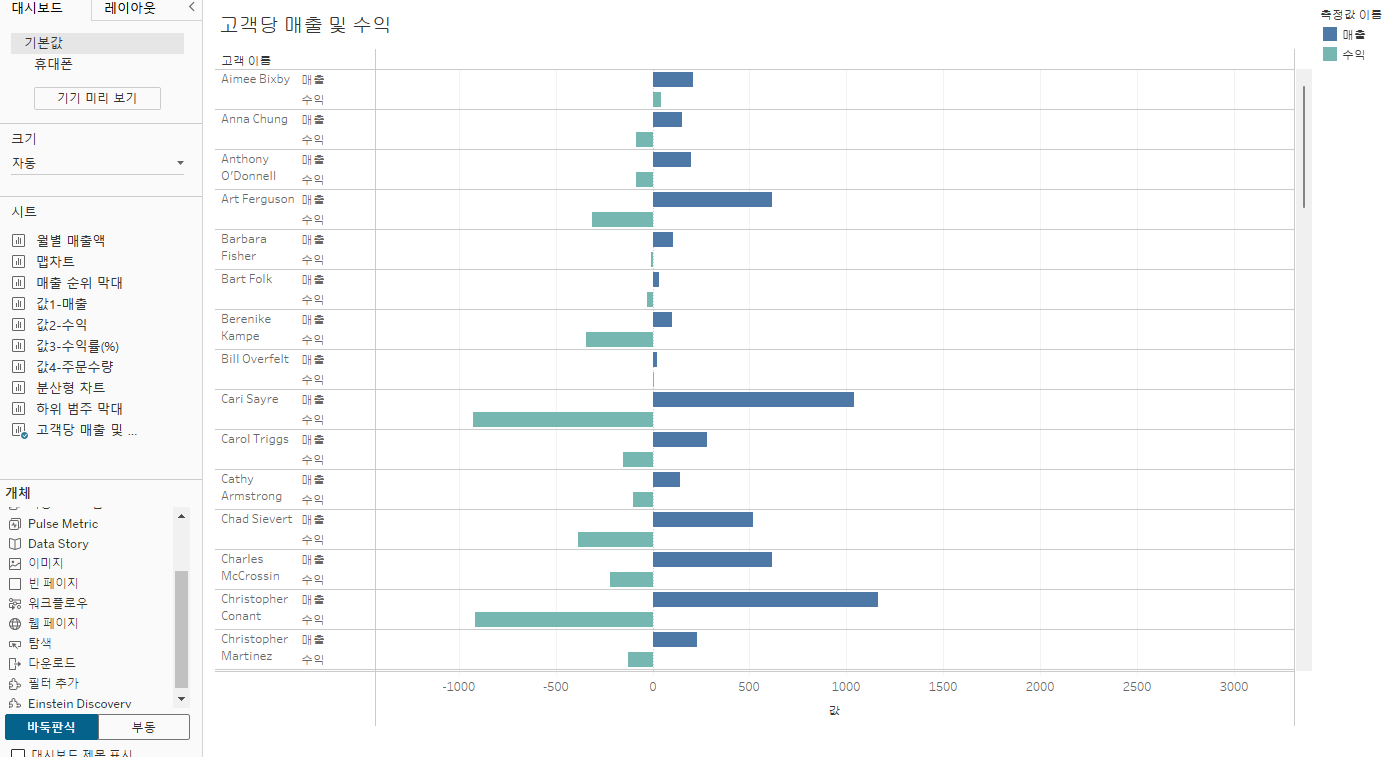 대시보드
레이아웃
기본값
휴대폰
기기 미리 보기
크기
자동
시트
월별 매출액
맵차트
매출 순위 막대
값1-매출
값2-수익
값3-수익률(%)
값4-주문수량
분산형 차트
하위 범주 막대
고객당 매출 및 ...
개체
Pulse Metric
Data Story
이미지
빈 페이지
워크플로우
웹 페이지
탐색
다운로드
필터 추가
Einstein Discovery
바둑판식
부동
대시보드 제목 표시
고객당 매출 및 수익
고객 이름
Aimee Bixby 매출
수익
Anna Chung 매출
수익
Anthony 매출
O'Donnell 수익
Art Ferguson 매출
수익
Barbara 매출
Fisher 수익
Bart Folk 매출
수익
Berenike 매출
Kampe 수익
Bill Overfelt 매출
수익
Cari Sayre 매출
수익
Carol Triggs 매출
수익
Cathy 매출
Armstrong 수익
Chad Sievert 매출
수익
Charles 매출
McCrossin 수익
Christopher 매출
Conant 수익
Christopher 매출
Martinez 수익
-1000 -500 0 500 1000 1500 2000 2500 3000
값
측정값 이름
매출
수익